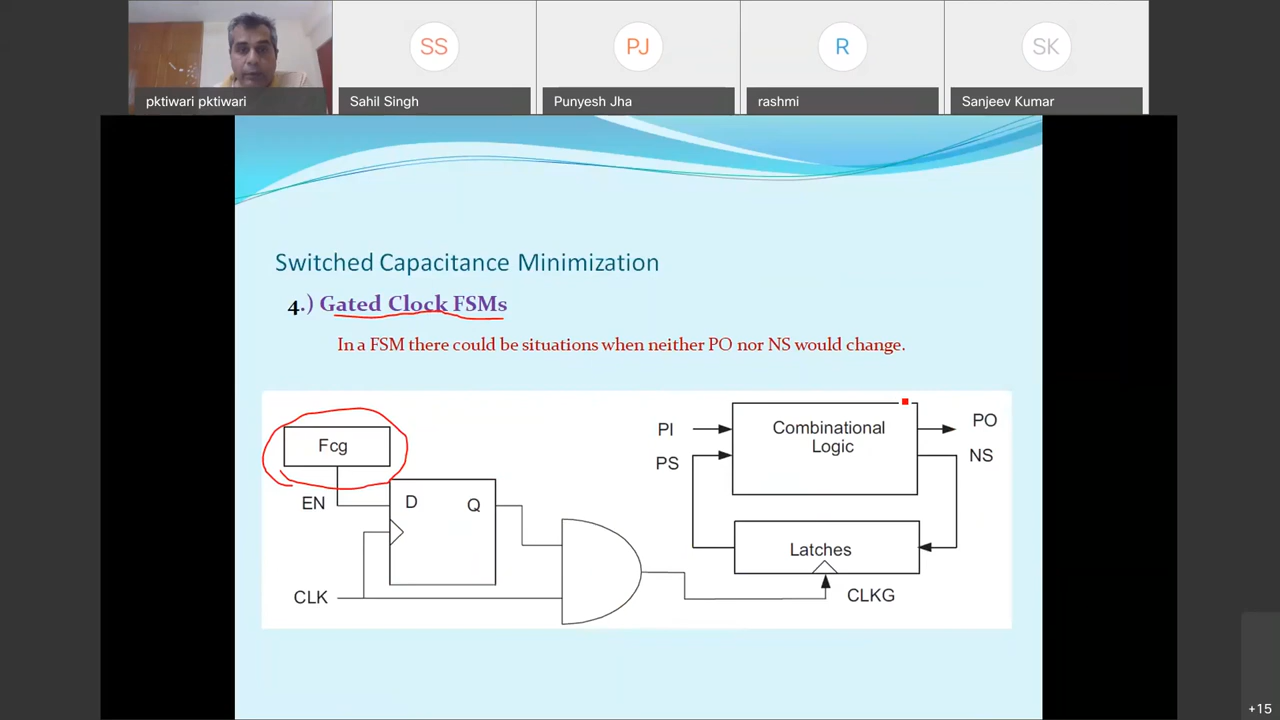 SS
PJ
R
SK
pktiwari pktiwari
Sahil Singh
Punyesh Jha
rashmi
Sanjeev Kumar
Switched Capacitance Minimization
4.) Gated Clock FSMs
In a FSM there could be situations when neither PO nor NS would change.
Fcg
EN
D
Q
CLK
PI
PS
Combinational
Logic
PO
NS
Latches
CLKG
+15